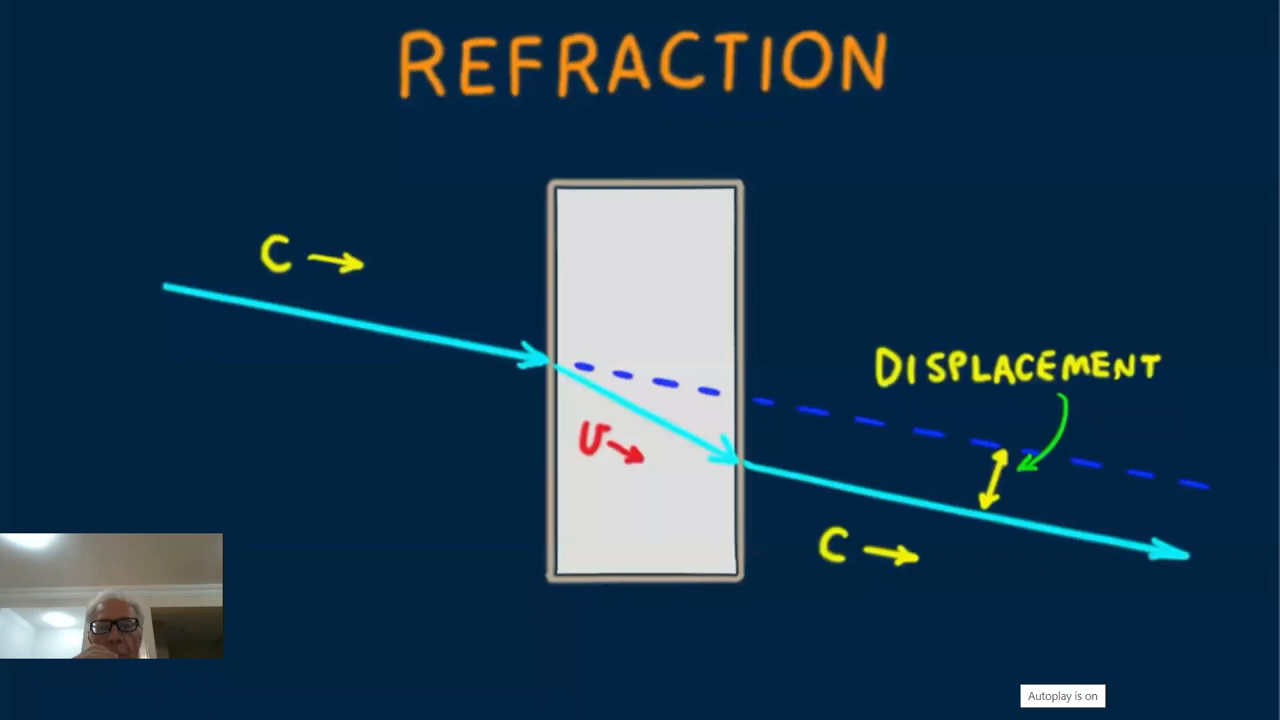 REFRACTION
C →
DISPLACEMENT
v →
C →
Autoplay is on